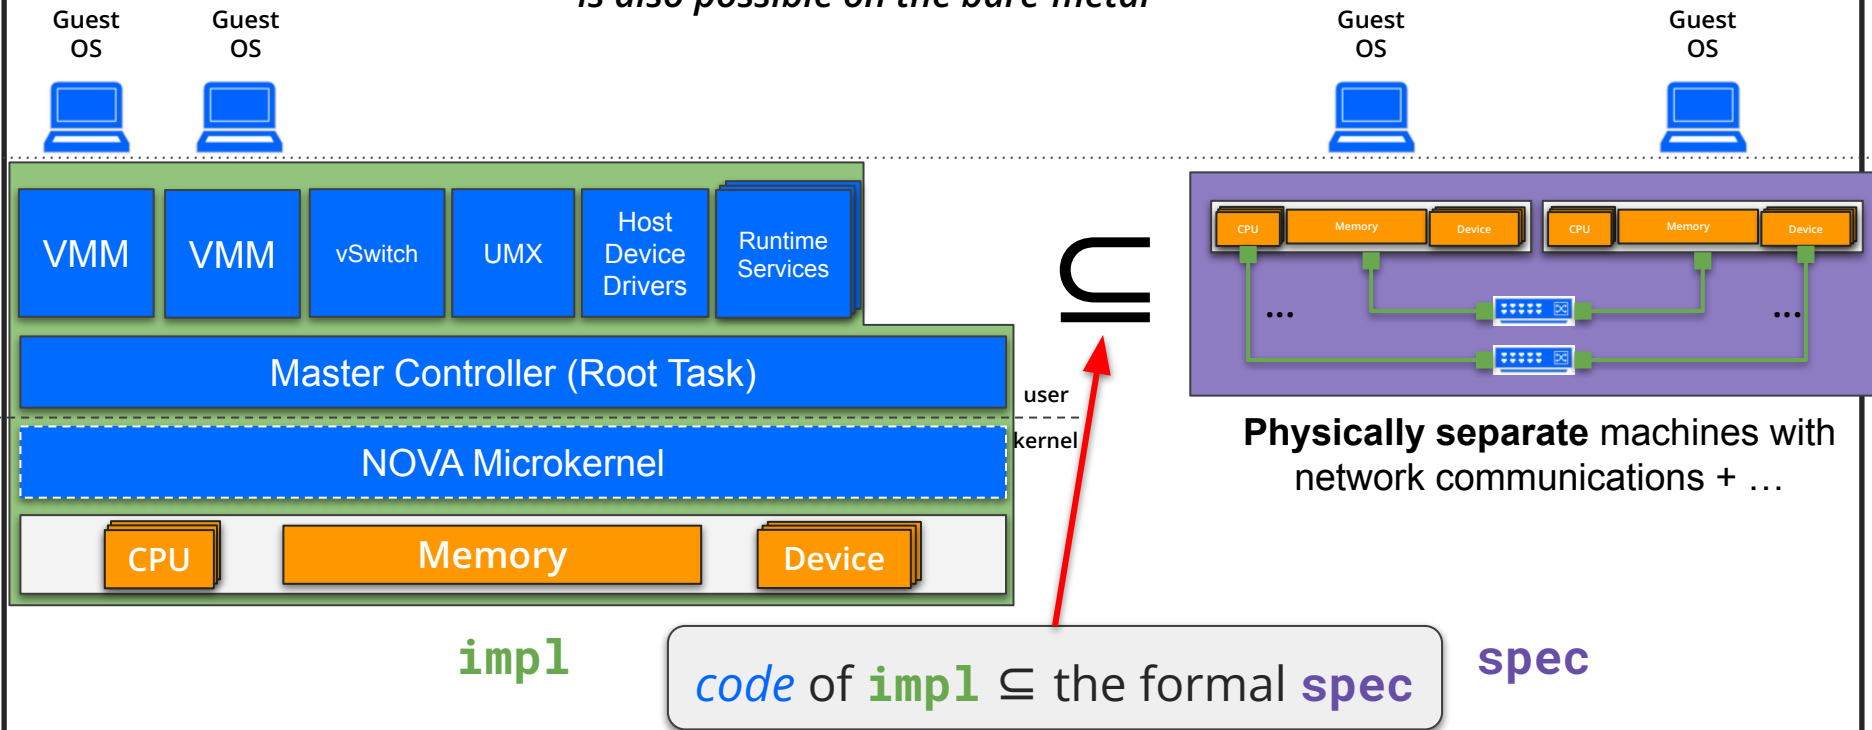 is also possible on the bare metal
Guest
OS
Guest
OS
Guest
OS
Guest
OS
VMM
VMM
vSwitch
UMX
Host
Device
Drivers
Runtime
Services
Master Controller (Root Task)
user
kernel
NOVA Microkernel
CPU
Memory
Device
⊆
CPU
Memory
Device
CPU
Memory
Device
...
...
Physically separate machines with
network communications + …
impl
code of impl ⊆ the formal spec
spec